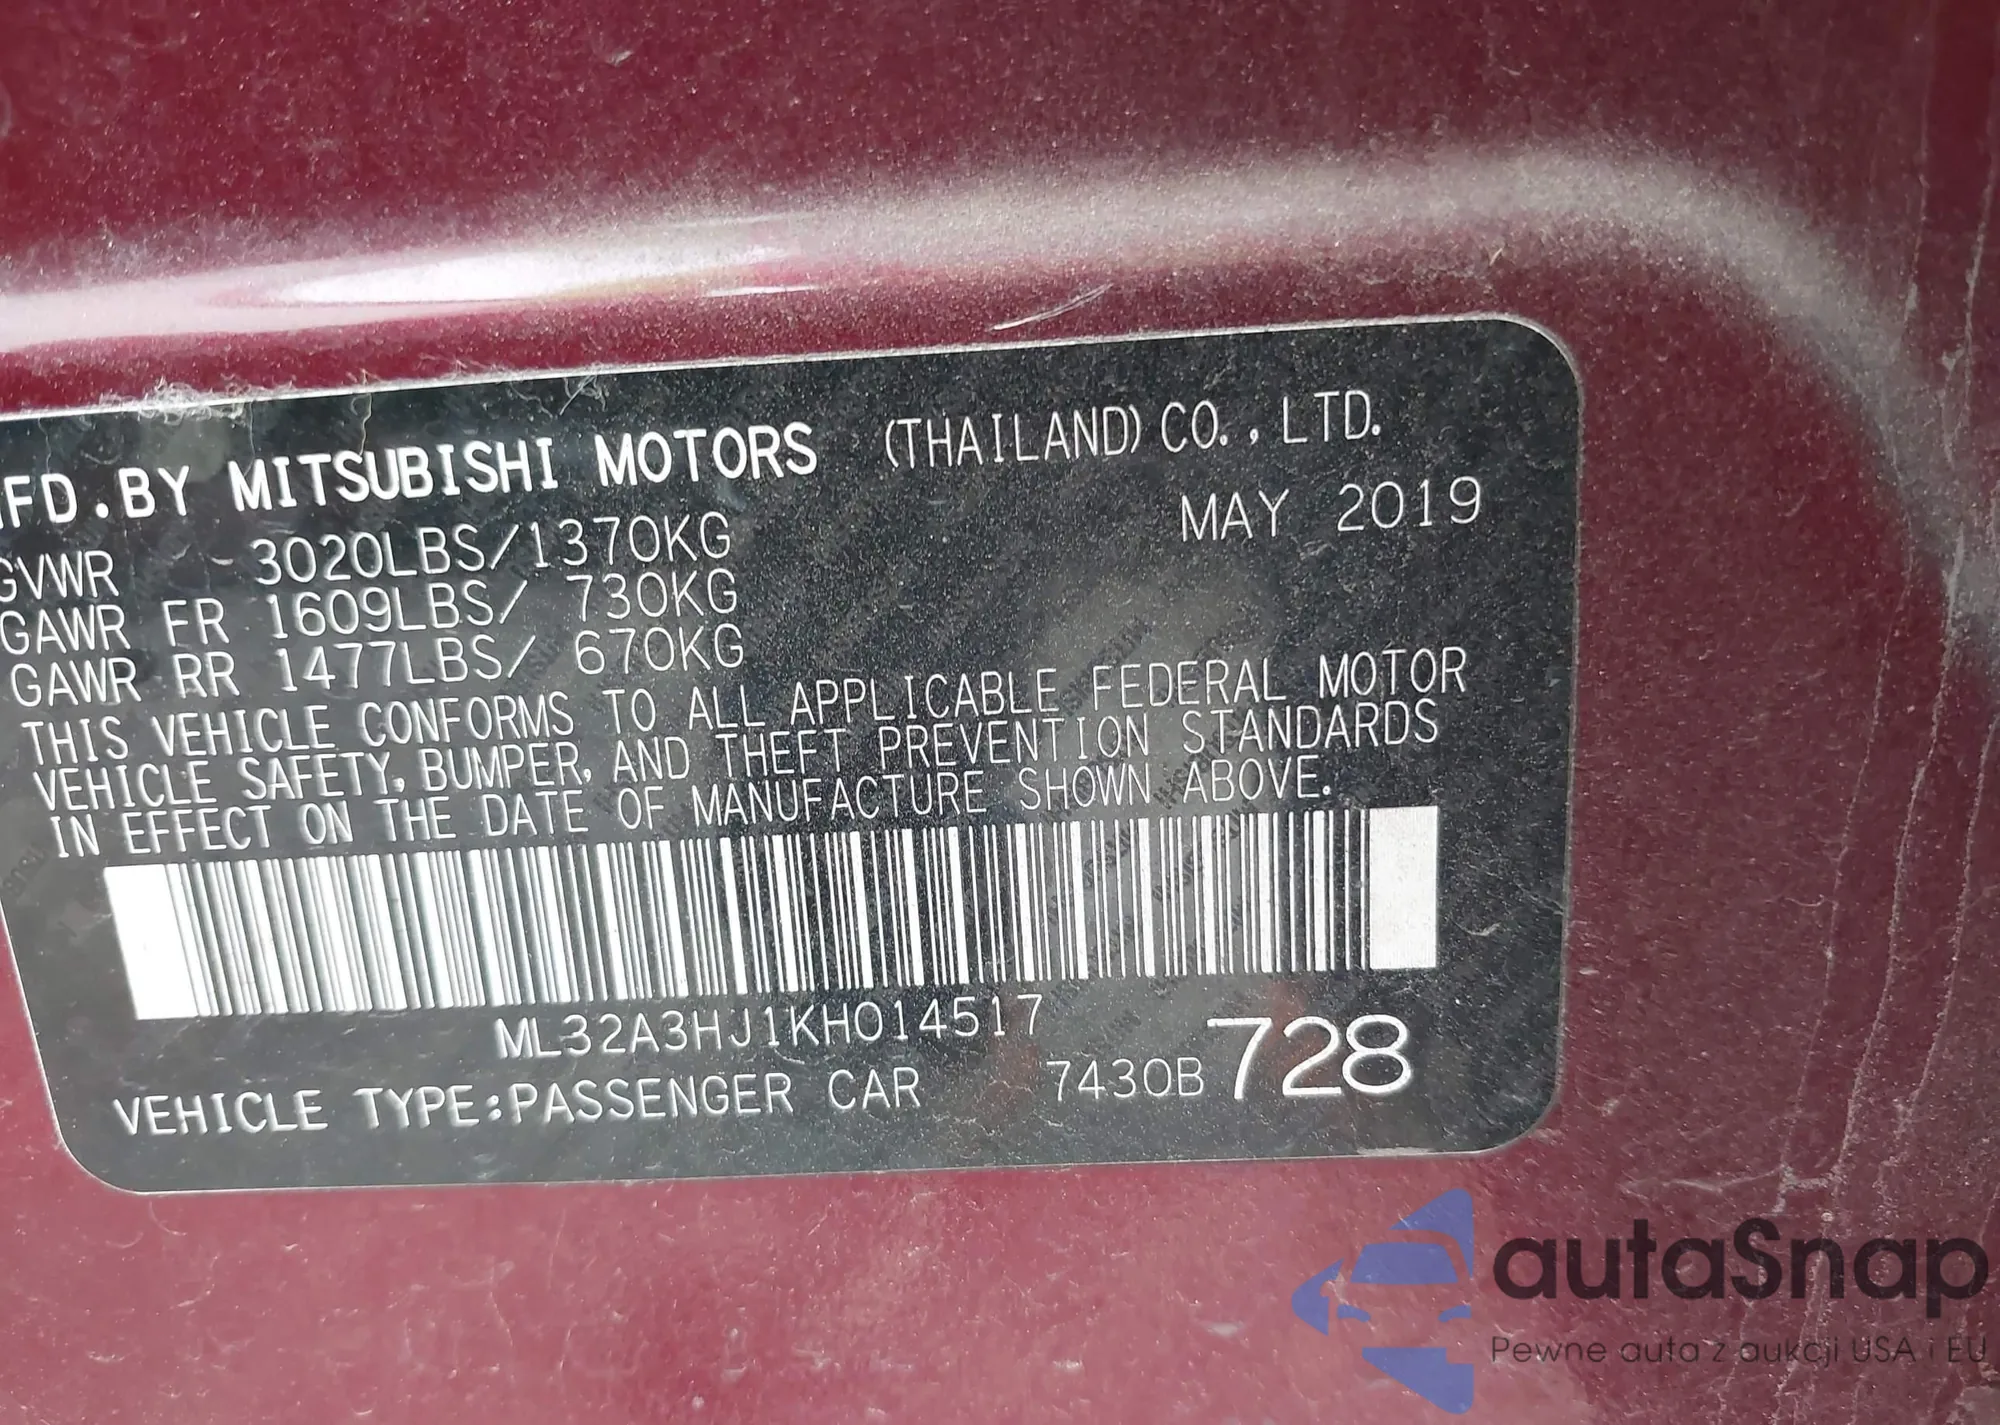 MFD.BY MITSUBISHI MOTORS (THAILAND) CO.,LTD.
MAY 2019
GVWR 3020LBS/1370KG
GAWR FR 1609LBS/ 730KG
GAWR RR 1477LBS/ 670KG
THIS VEHICLE CONFORMS TO ALL APPLICABLE FEDERAL MOTOR
VEHICLE SAFETY, BUMPER, AND THEFT PREVENTION STANDARDS
IN EFFECT ON THE DATE OF MANUFACTURE SHOWN ABOVE.
ML32A3HJ1KH014517
VEHICLE TYPE:PASSENGER CAR 7430B 728
autaSnap
Pewne auta z aukcji USA i EU